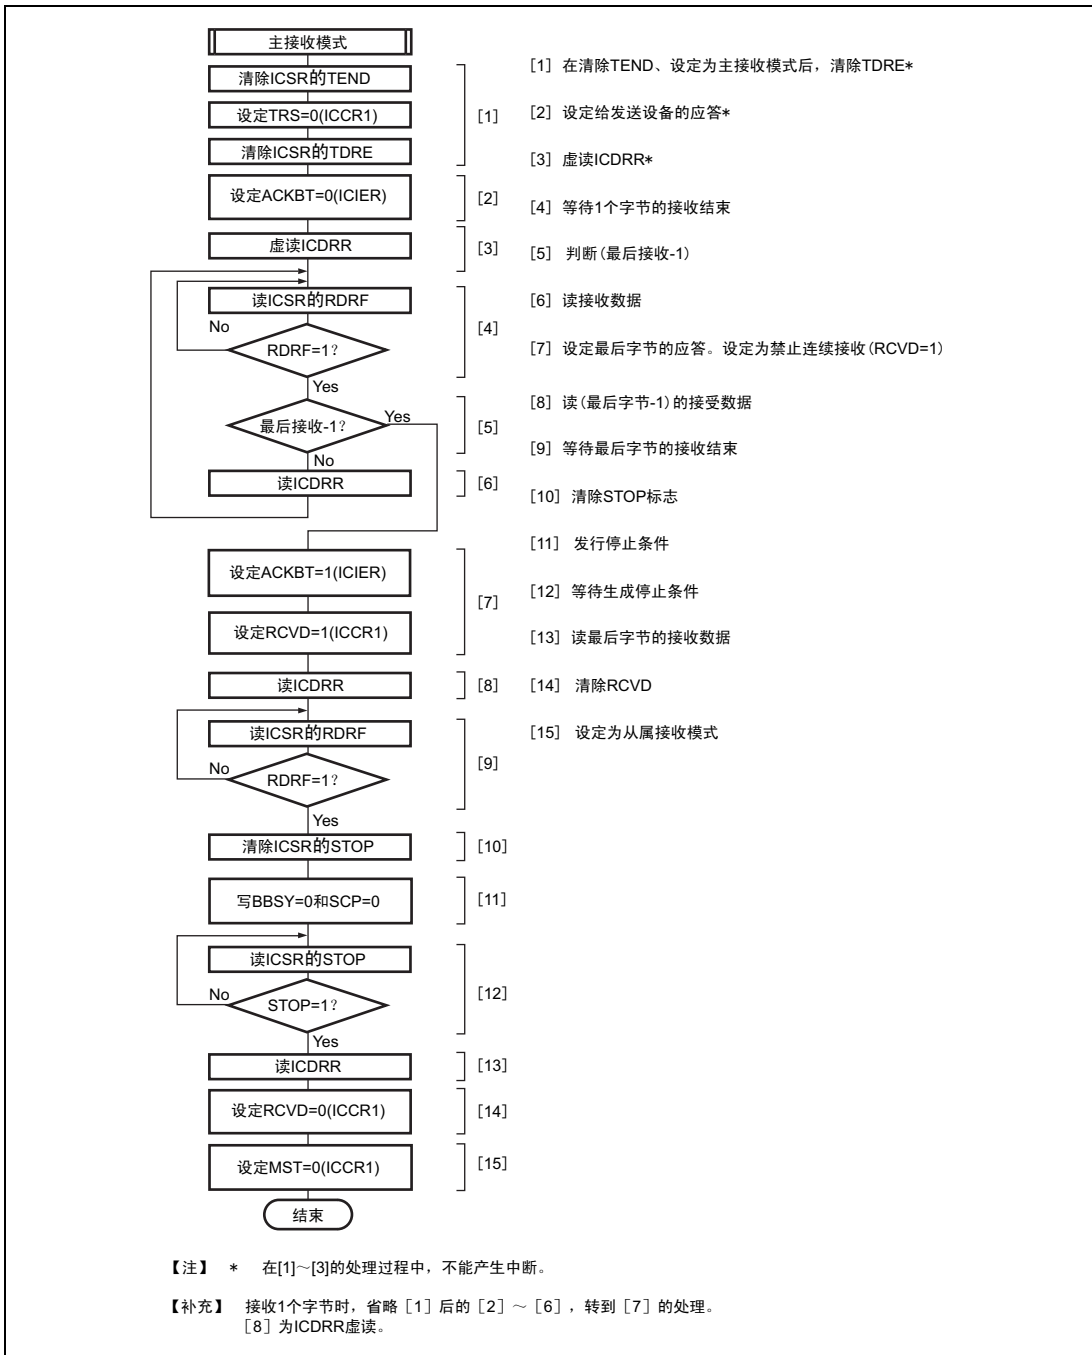 主接收模式
清除ICSR的TEND
设定TRS=0(ICCR1)
清除ICSR的TDRE
[1]
设定ACKBT=0(ICIER)
[2]
虚读ICDRR
[3]
读ICSR的RDRF
No
RDRF=1?
[4]
Yes
最后接收-1?
Yes
[5]
No
读ICDRR
[6]
设定ACKBT=1(ICIER)
设定RCVD=1(ICCR1)
[7]
读ICDRR
[8]
读ICSR的RDRF
No
RDRF=1?
[9]
Yes
清除ICSR的STOP
[10]
写BBSY=0和SCP=0
[11]
读ICSR的STOP
No
STOP=1?
[12]
Yes
读ICDRR
[13]
设定RCVD=0(ICCR1)
[14]
设定MST=0(ICCR1)
[15]
结束
[1] 在清除TEND、设定为主接收模式后，清除TDRE*
[2] 设定给发送设备的应答*
[3] 虚读ICDRR*
[4] 等待1个字节的接收结束
[5] 判断(最后接收-1)
[6] 读接收数据
[7] 设定最后字节的应答。设定为禁止连续接收(RCVD=1)
[8] 读(最后字节-1)的接受数据
[9] 等待最后字节的接收结束
[10] 清除STOP标志
[11] 发行停止条件
[12] 等待生成停止条件
[13] 读最后字节的接收数据
[14] 清除RCVD
[15] 设定为从属接收模式
【注】 * 在[1]～[3]的处理过程中，不能产生中断。
【补充】 接收1个字节时，省略［1］后的［2］～［6］，转到［7］的处理。
［8］为ICDRR虚读。